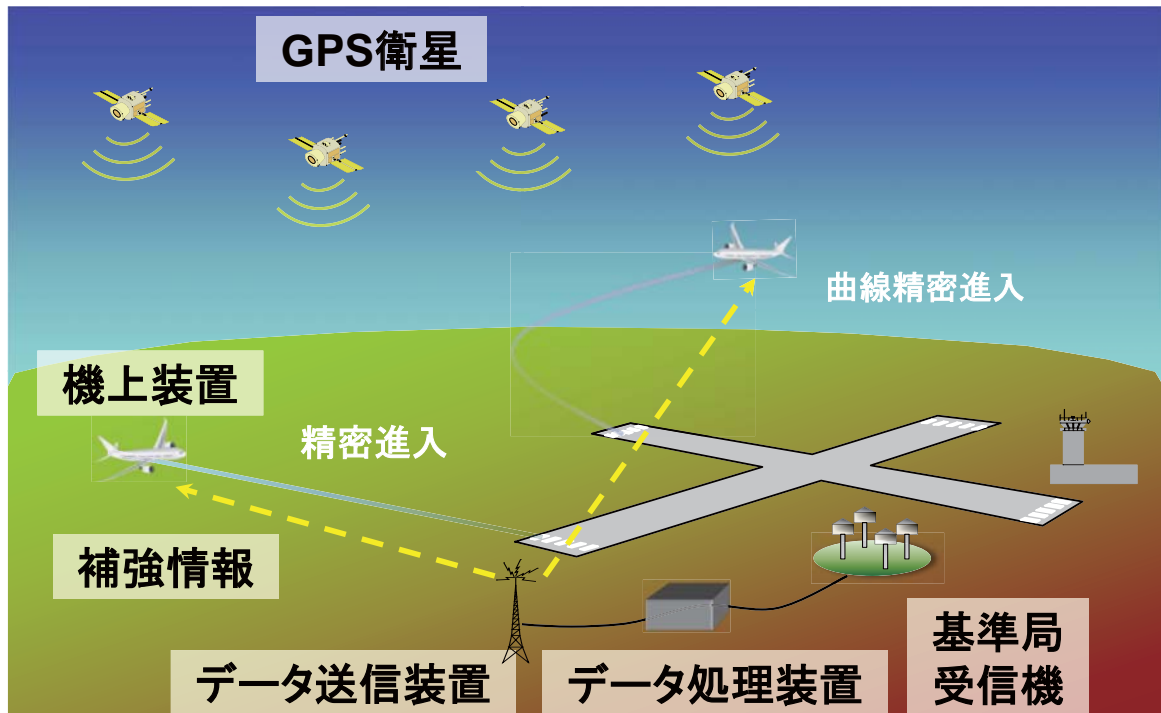 GPS衛星
曲線精密進入
機上装置
精密進入
補強情報
データ送信装置
データ処理装置
基準局
受信機